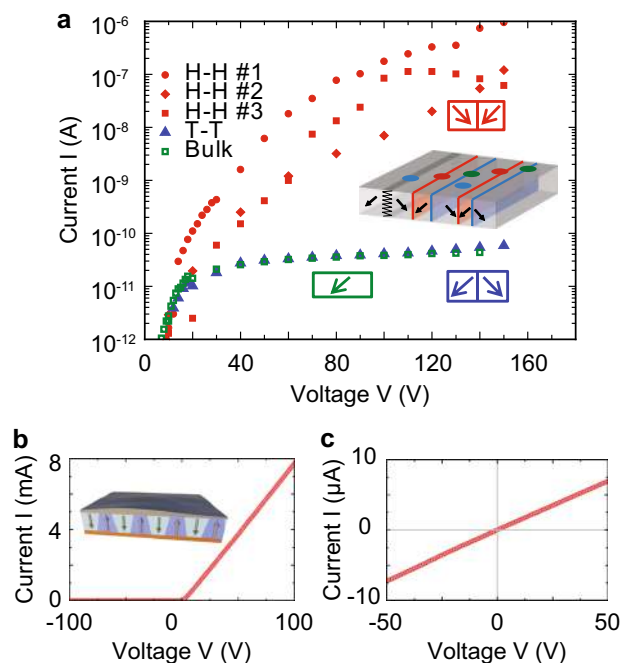 a
10^-6
10^-7
10^-8
10^-9
10^-10
10^-11
10^-12
Current I (A)
H-H #1
H-H #2
H-H #3
T-T
Bulk
0 40 80 120 160
Voltage V (V)
b
8
4
0
Current I (mA)
-100 0 100
Voltage V (V)
c
10
0
-10
Current I (µA)
-50 0 50
Voltage V (V)